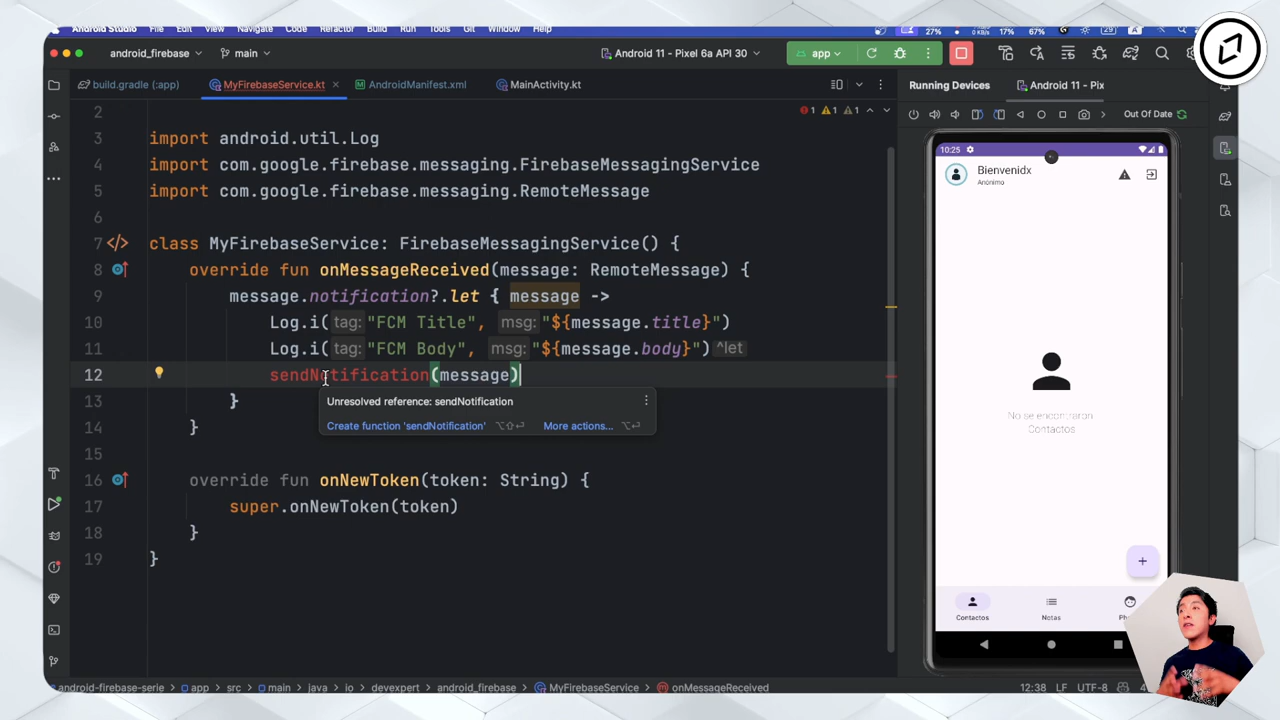 Android Studio File Edit View Navigate Code Refactor Build Run Tools Git Window Help
27% 17% 67%
android_firebase main Android 11 - Pixel 6a API 30 app
build.gradle (:app) MyFirebaseService.kt AndroidManifest.xml MainActivity.kt Running Devices Android 11 - Pix
Out Of Date
1 1 1
2
3 import android.util.Log
4 import com.google.firebase.messaging.FirebaseMessagingService
5 import com.google.firebase.messaging.RemoteMessage
6
7 class MyFirebaseService: FirebaseMessagingService() {
8 override fun onMessageReceived(message: RemoteMessage) {
9 message.notification?.let { message ->
10 Log.i( tag: "FCM Title", msg: "${message.title}")
11 Log.i( tag: "FCM Body", msg: "${message.body}") ^let
12 sendNotification(message)
13 }
Unresolved reference: sendNotification
Create function 'sendNotification' ⌥⇧⏎ More actions... ⌥⏎
14 }
15
16 override fun onNewToken(token: String) {
17 super.onNewToken(token)
18 }
19 }
10:25
Bienvenidx
Anonimo
No se encontraron
Contactos
+
Contactos Notas
android-firebase-serie app src main java io devexpert android_firebase MyFirebaseService onMessageReceived 12:38 LF UTF-8 4